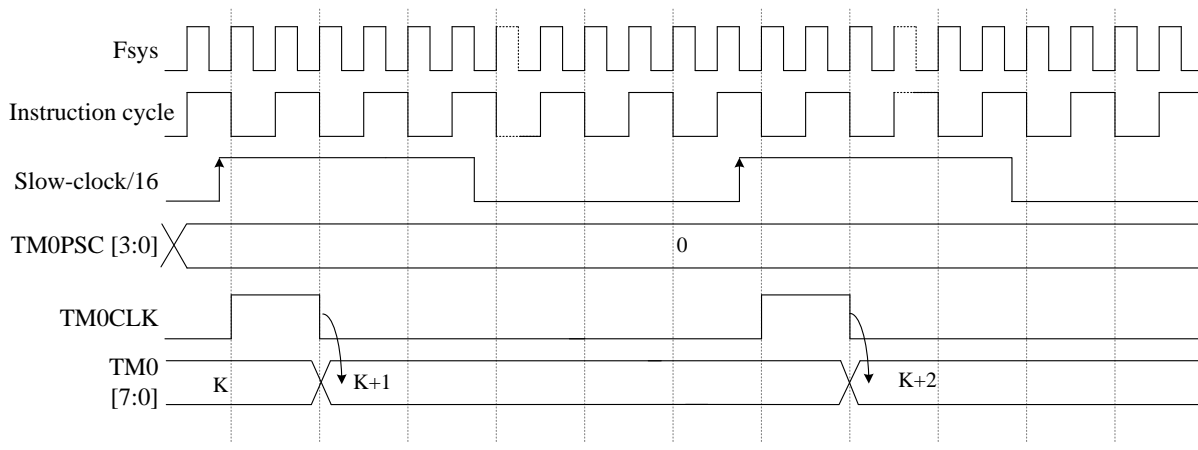 Fsys
Instruction cycle
Slow-clock/16
TM0PSC [3:0]
0
TM0CLK
TM0
[7:0]
K
K+1
K+2